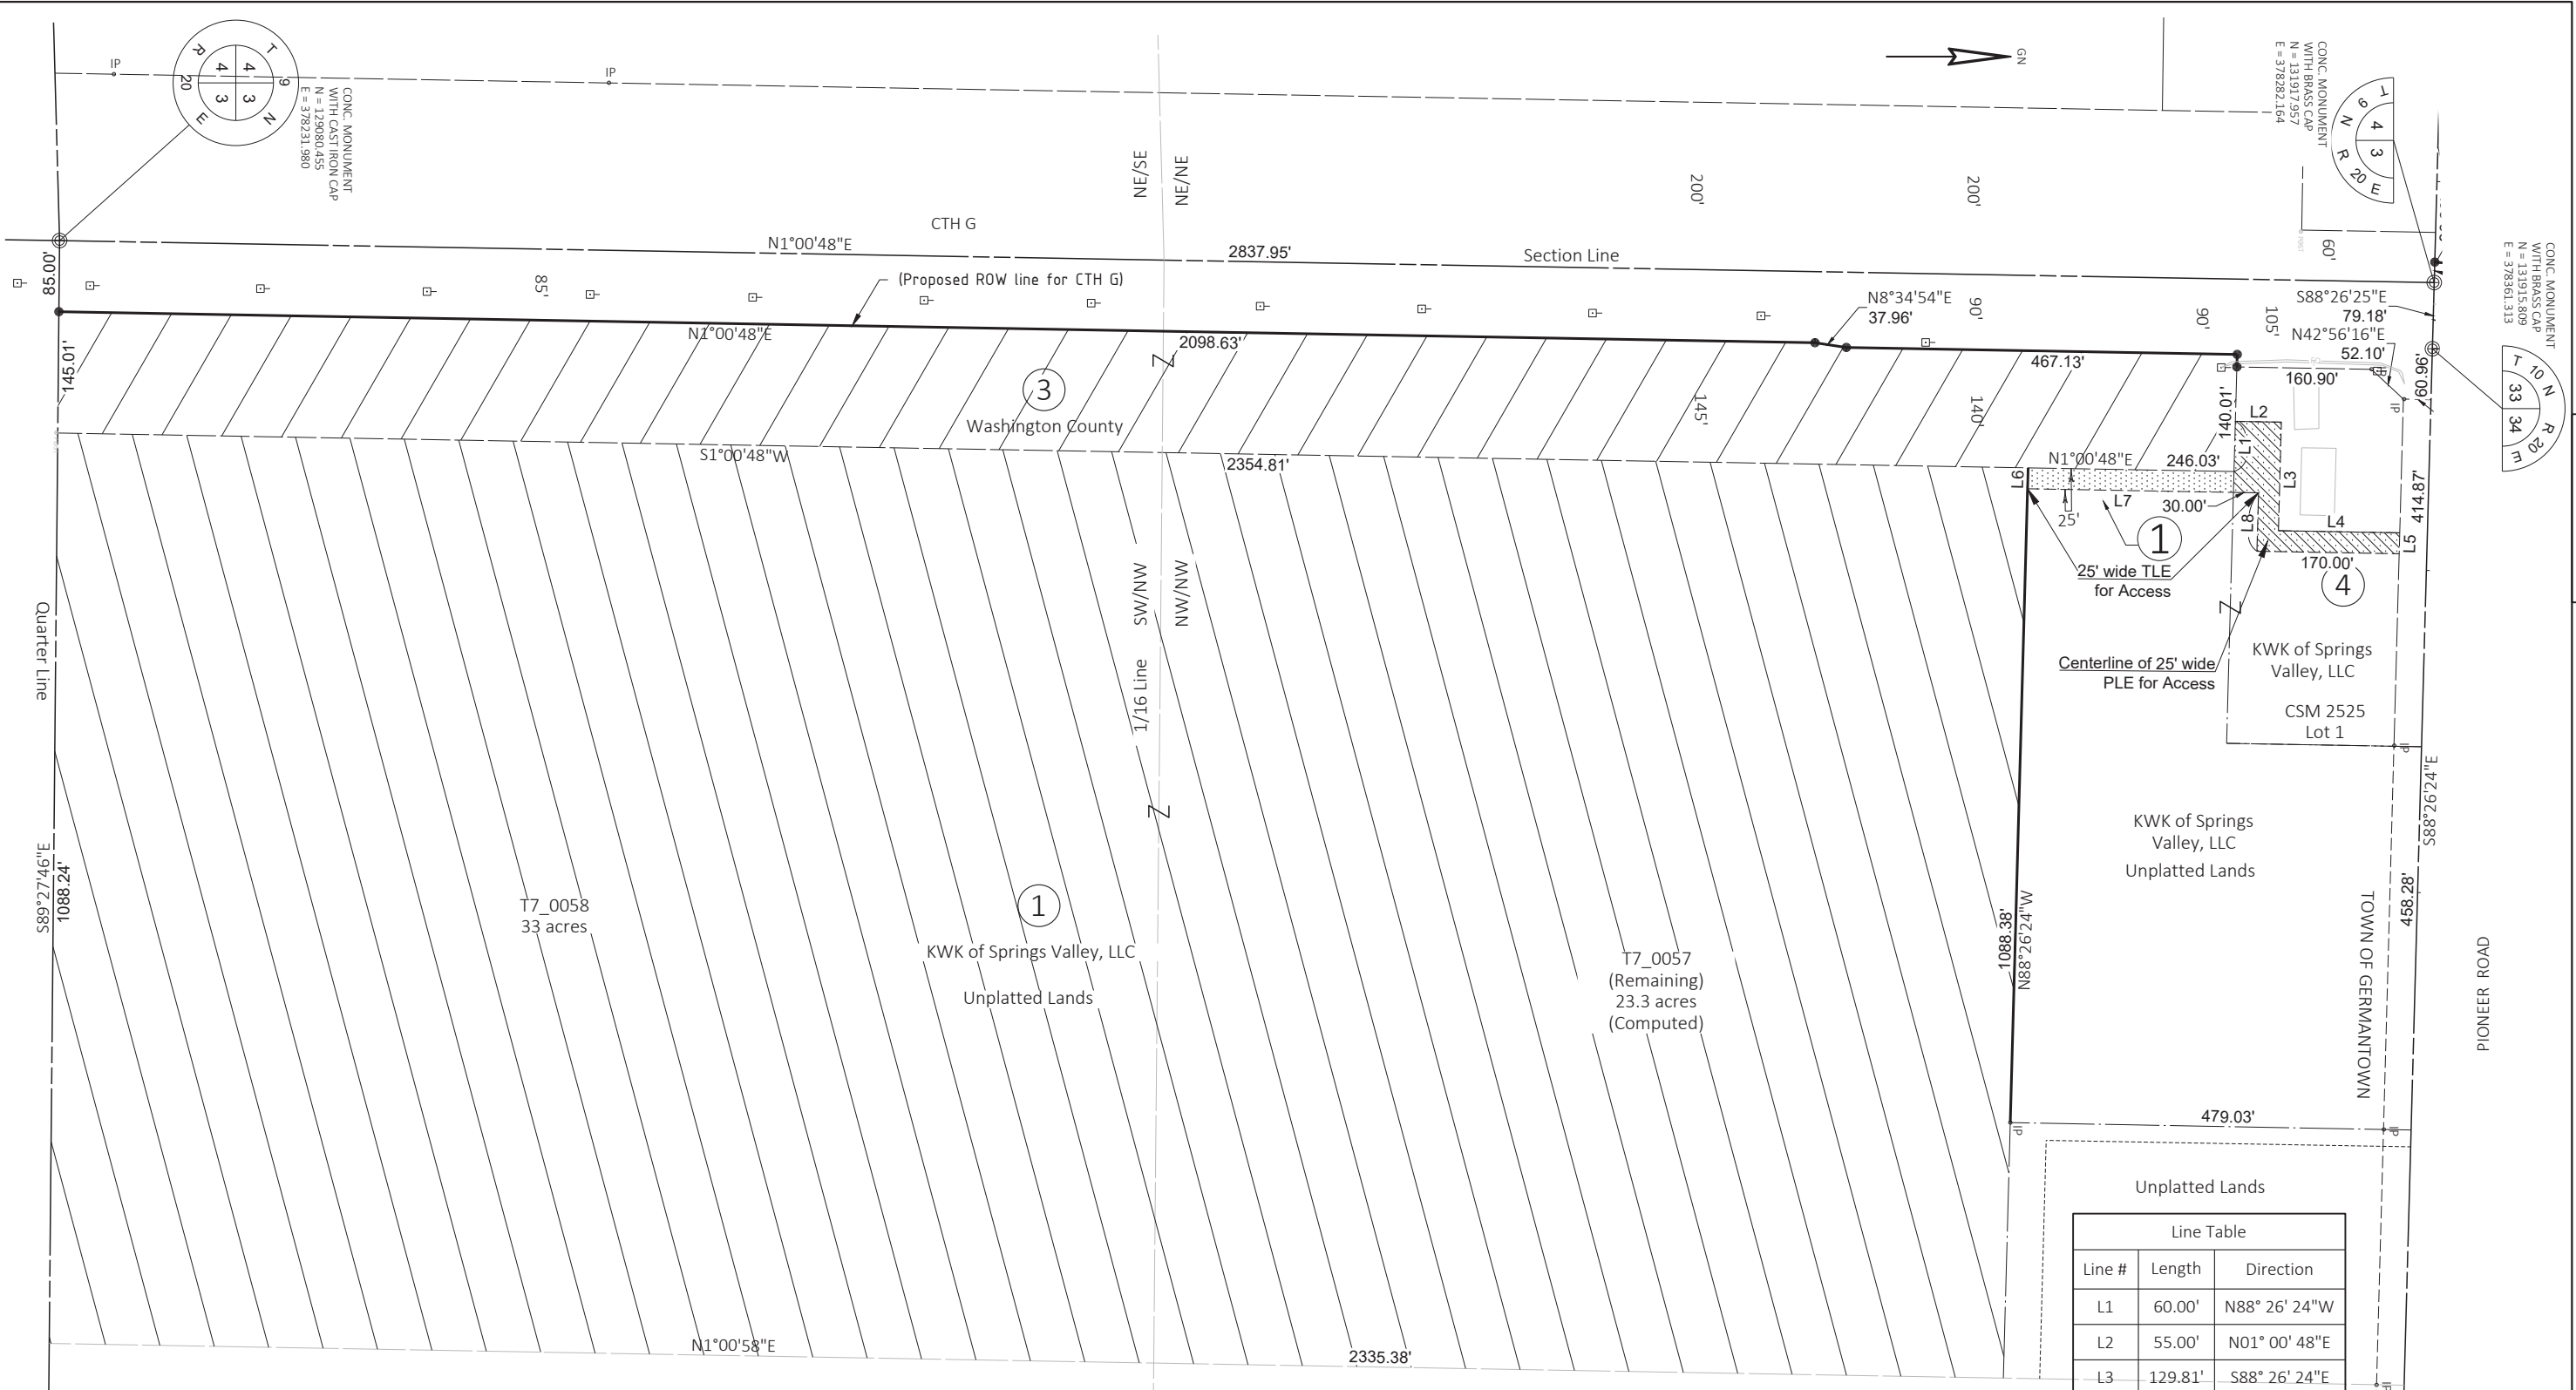 IP
IP
T 9 N
R 20 E
4 4
3 3
CONC. MONUMENT
WITH CAST IRON CAP
N = 129080.455
E = 378231.980
GN
CONC. MONUMENT
WITH BRASS CAP
N = 131917.957
E = 378282.164
T 9 N R 20 E
4 3
CONC. MONUMENT
WITH BRASS CAP
N = 131915.809
E = 378361.313
T 10 N R 20 E
33 34
NE/SE
NE/NE
200'
200'
60'
CTH G
N1°00'48"E
2837.95'
Section Line
85.00'
85'
(Proposed ROW line for CTH G)
N8°34'54"E
37.96'
90'
90'
105'
S88°26'25"E
79.18'
N42°56'16"E
52.10'
160.90'
60.96'
IP
145.01'
N1°00'48"E
2098.63'
467.13'
Z
3
Washington County
145'
140'
140.01'
L2
L1
L3
S1°00'48"W
2354.81'
N1°00'48"E
246.03'
L6
L7
25'
30.00'
L8
L4
L5
414.87'
170.00'
1
4
25' wide TLE
for Access
Z
Centerline of 25' wide
PLE for Access
KWK of Springs
Valley, LLC
CSM 2525
Lot 1
IP
SW/NW
NW/NW
1/16 Line
Z
Quarter Line
S89°27'46"E
1088.24'
T7_0058
33 acres
1
KWK of Springs Valley, LLC
Unplatted Lands
T7_0057
(Remaining)
23.3 acres
(Computed)
1088.38'
N88°26'24"W
KWK of Springs
Valley, LLC
Unplatted Lands
S88°26'24"E
458.28'
TOWN OF GERMANTOWN
PIONEER ROAD
479.03'
IP
IP
Unplatted Lands
N1°00'58"E
2335.38'
Line Table
Line # Length Direction
L1 60.00' N88° 26' 24"W
L2 55.00' N01° 00' 48"E
L3 129.81' S88° 26' 24"E
IP